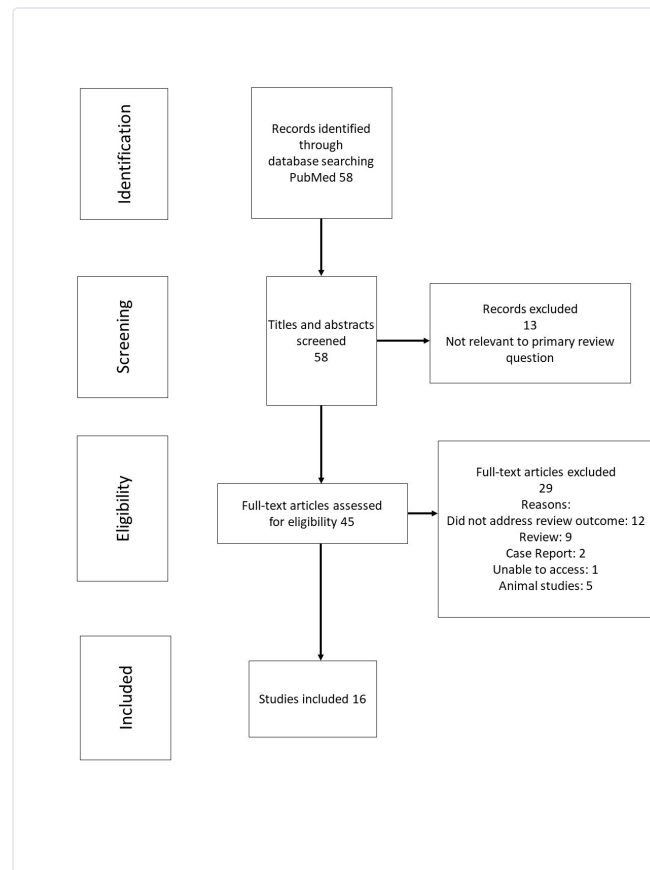 Identification
Records identified
through
database searching
PubMed 58
Screening
Titles and abstracts
screened
58
Records excluded
13
Not relevant to primary review
question
Eligibility
Full-text articles assessed
for eligibility 45
Full-text articles excluded
29
Reasons:
Did not address review outcome: 12
Review: 9
Case Report: 2
Unable to access: 1
Animal studies: 5
Included
Studies included 16